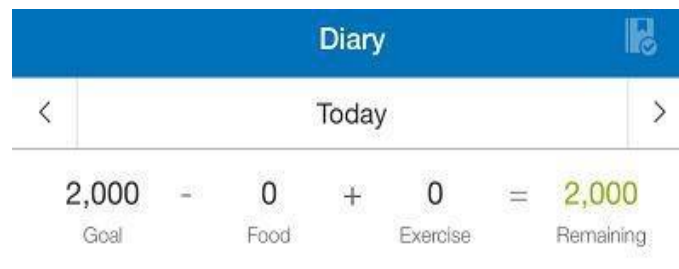 Diary
Today
2,000 - 0 + 0 = 2,000
Goal Food Exercise Remaining